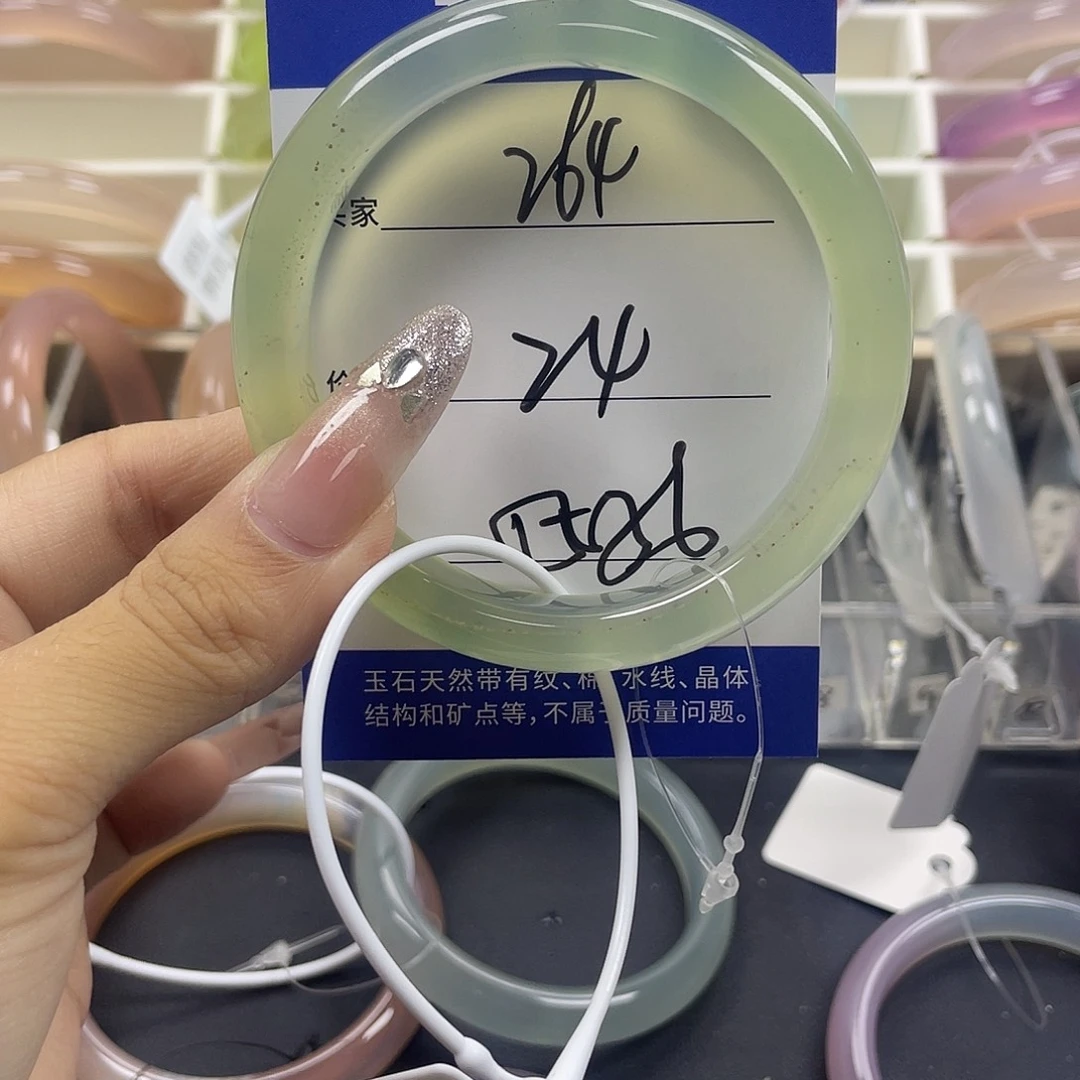 家 264
24
玉石天然带有纹、棉、水线、晶体
结构和矿点等,不属于质量问题。